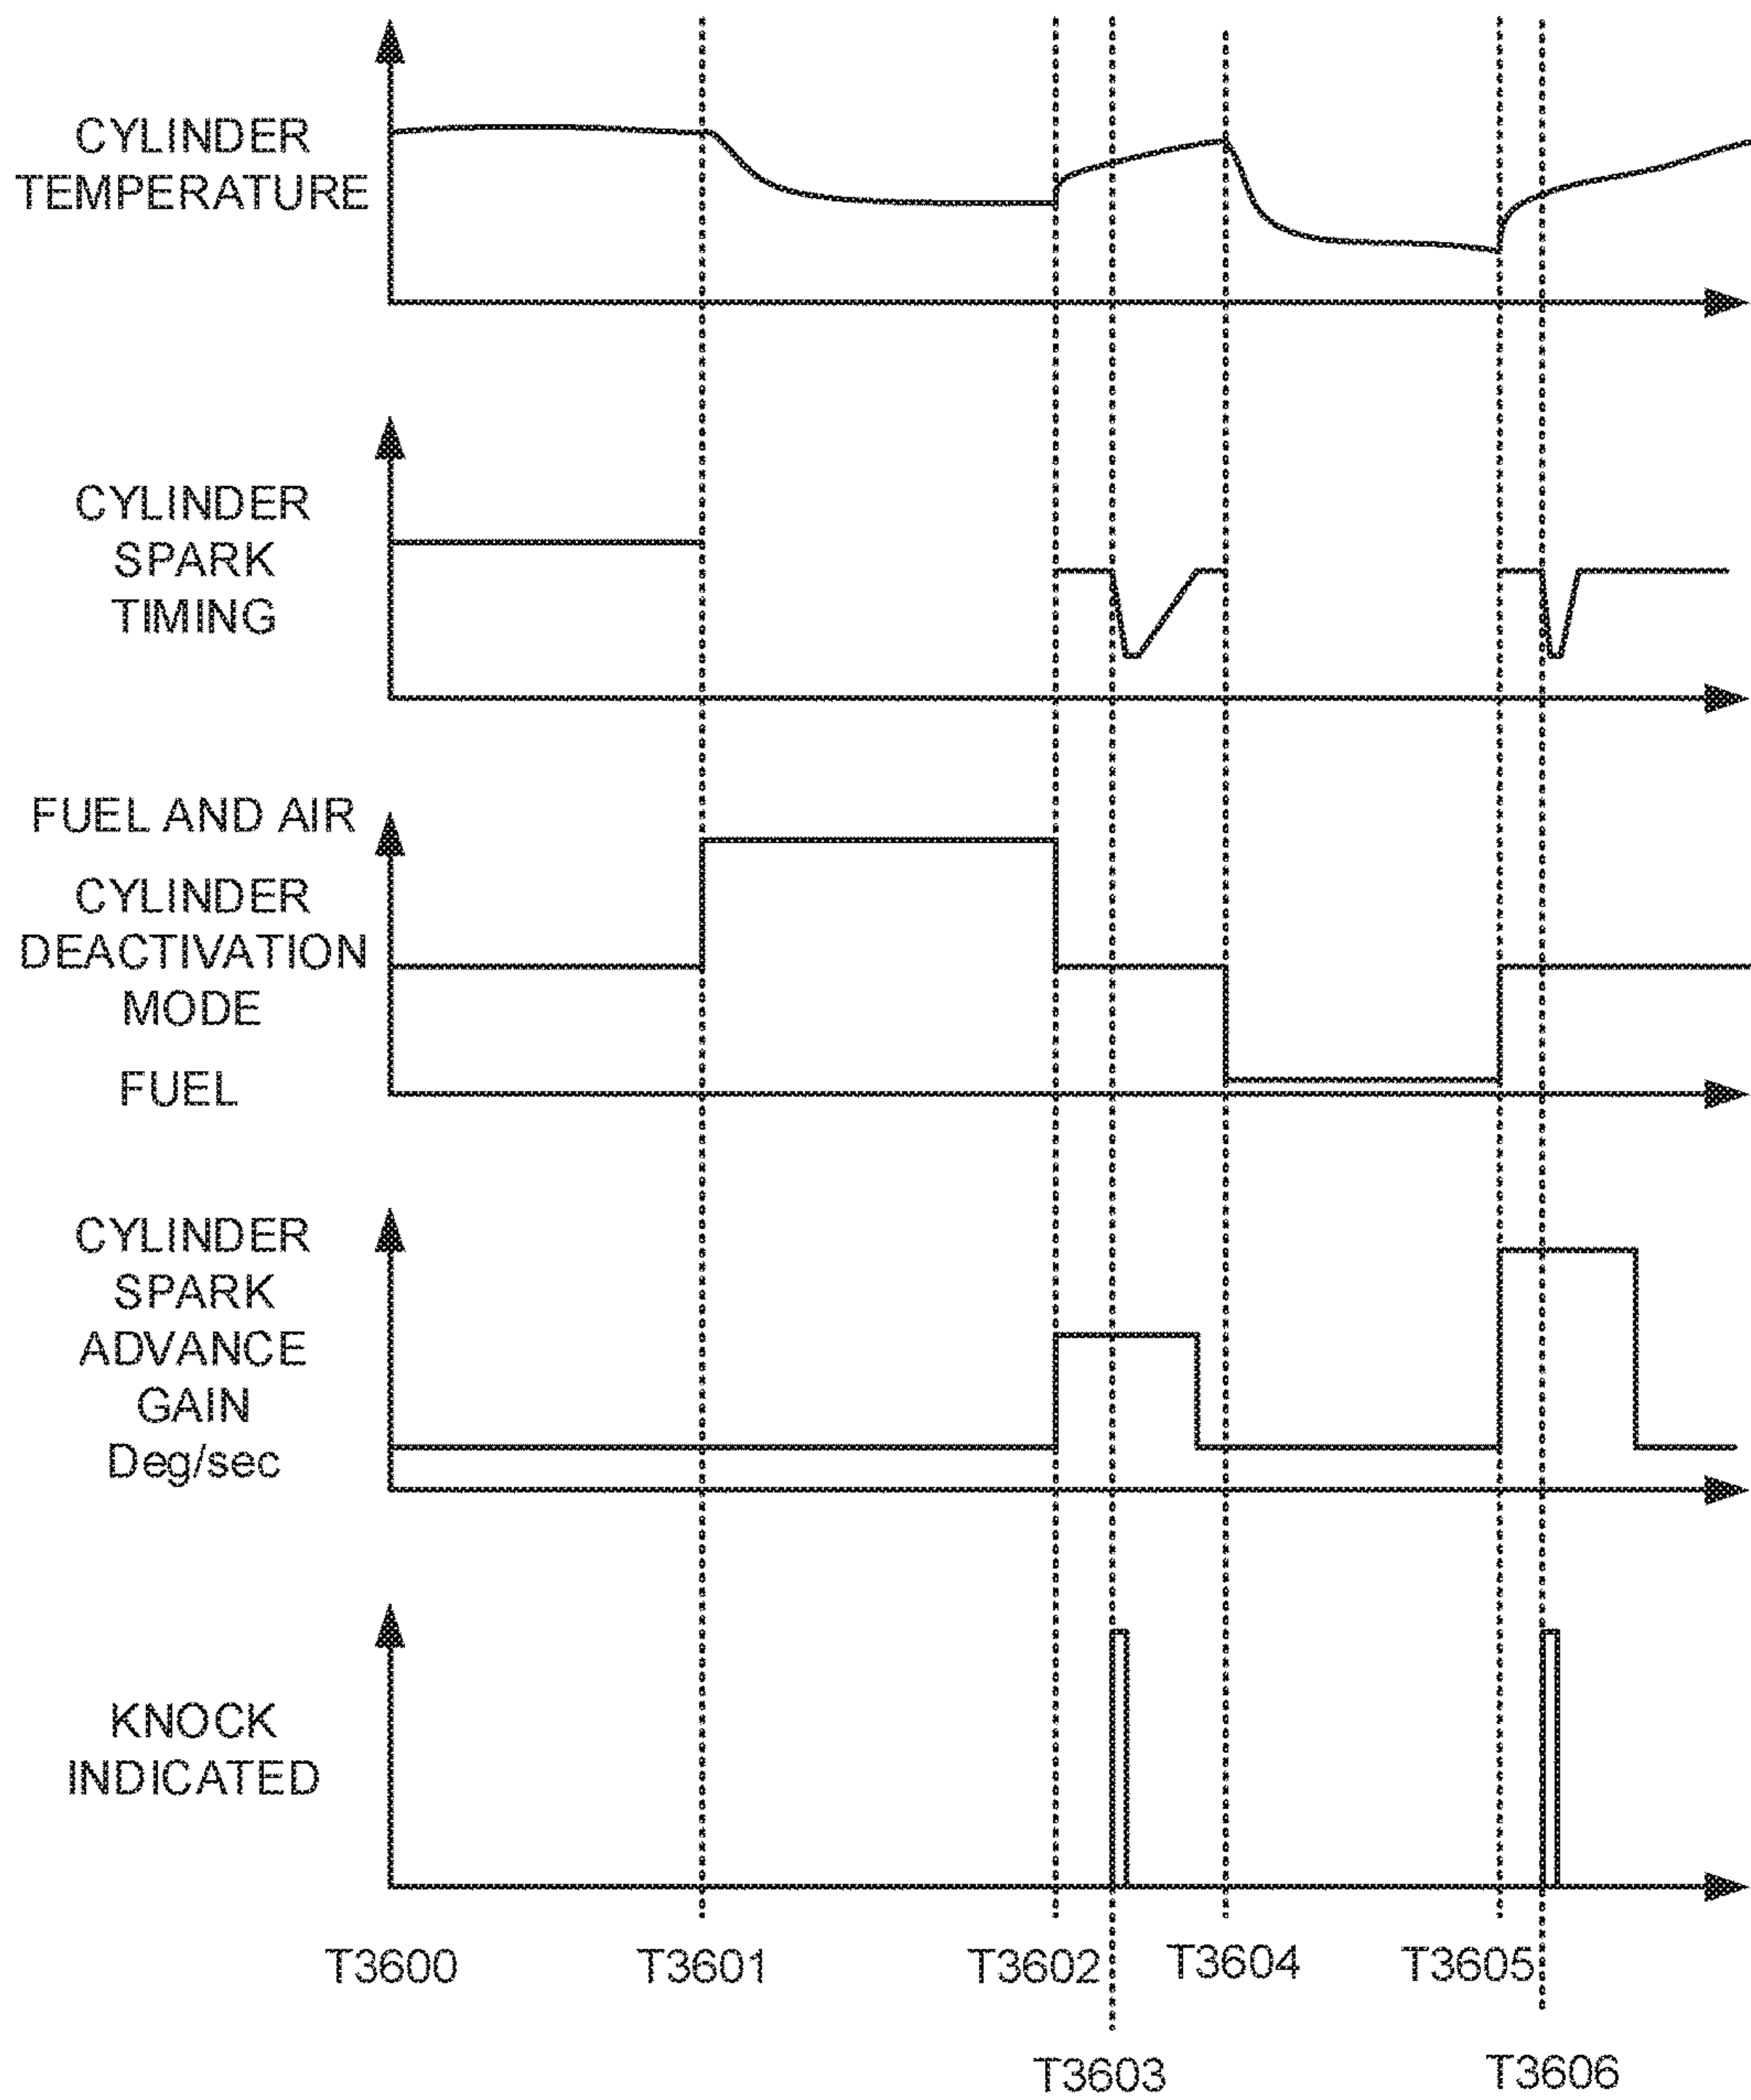 CYLINDER
TEMPERATURE
CYLINDER
SPARK
TIMING
FUEL AND AIR
CYLINDER
DEACTIVATION
MODE
FUEL
CYLINDER
SPARK
ADVANCE
GAIN
Deg/sec
KNOCK
INDICATED
T3600
T3601
T3602
T3604
T3605
T3603
T3606